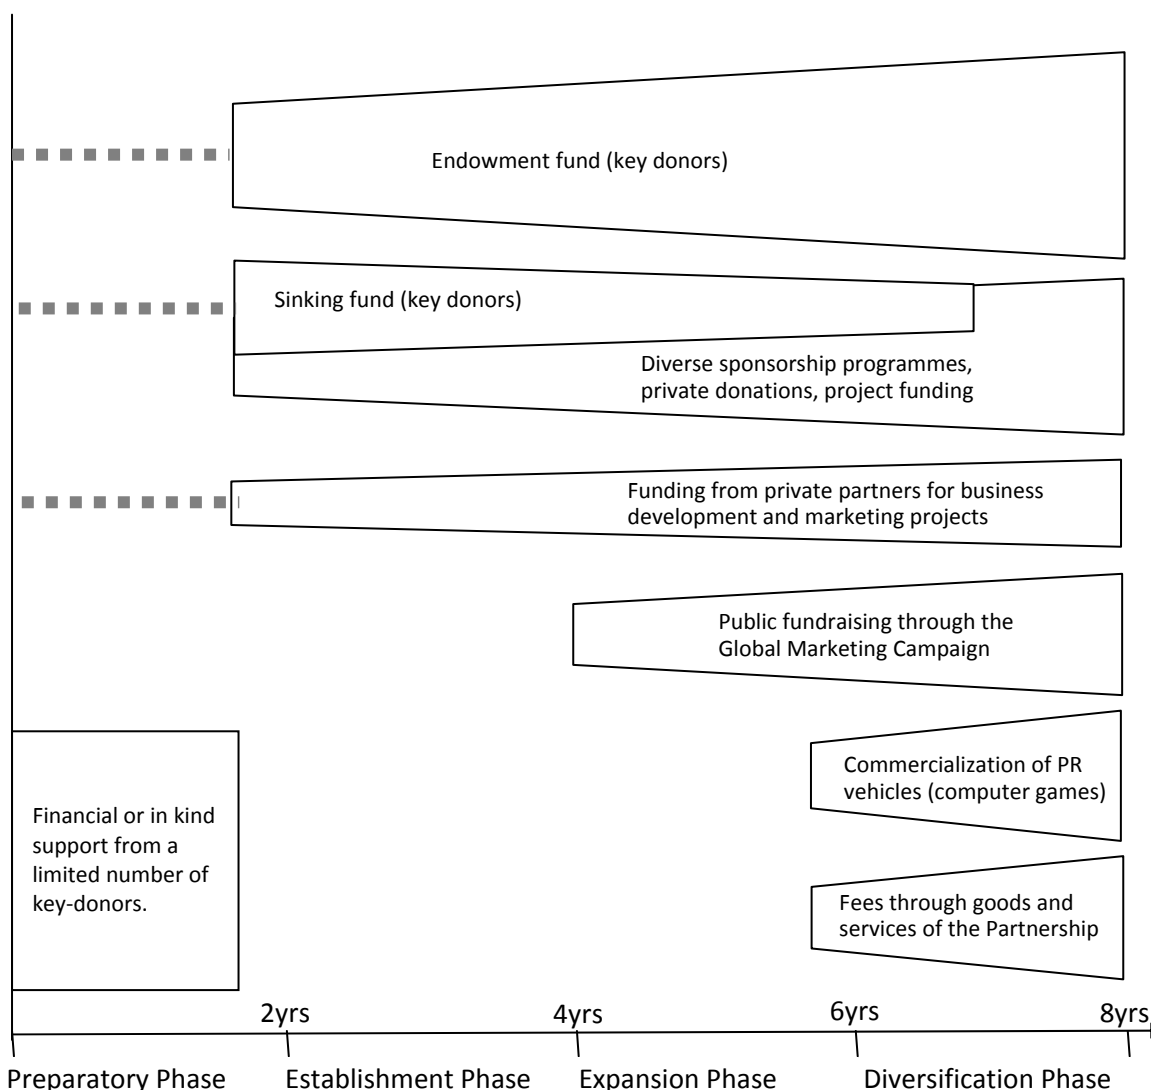 Endowment fund (key donors)
Sinking fund (key donors)
Diverse sponsorship programmes,
private donations, project funding
Funding from private partners for business
development and marketing projects
Public fundraising through the
Global Marketing Campaign
Commercialization of PR
vehicles (computer games)
Financial or in kind
support from a
limited number of
key-donors.
Fees through goods and
services of the Partnership
2yrs
4yrs
6yrs
8yrs
Preparatory Phase
Establishment Phase
Expansion Phase
Diversification Phase